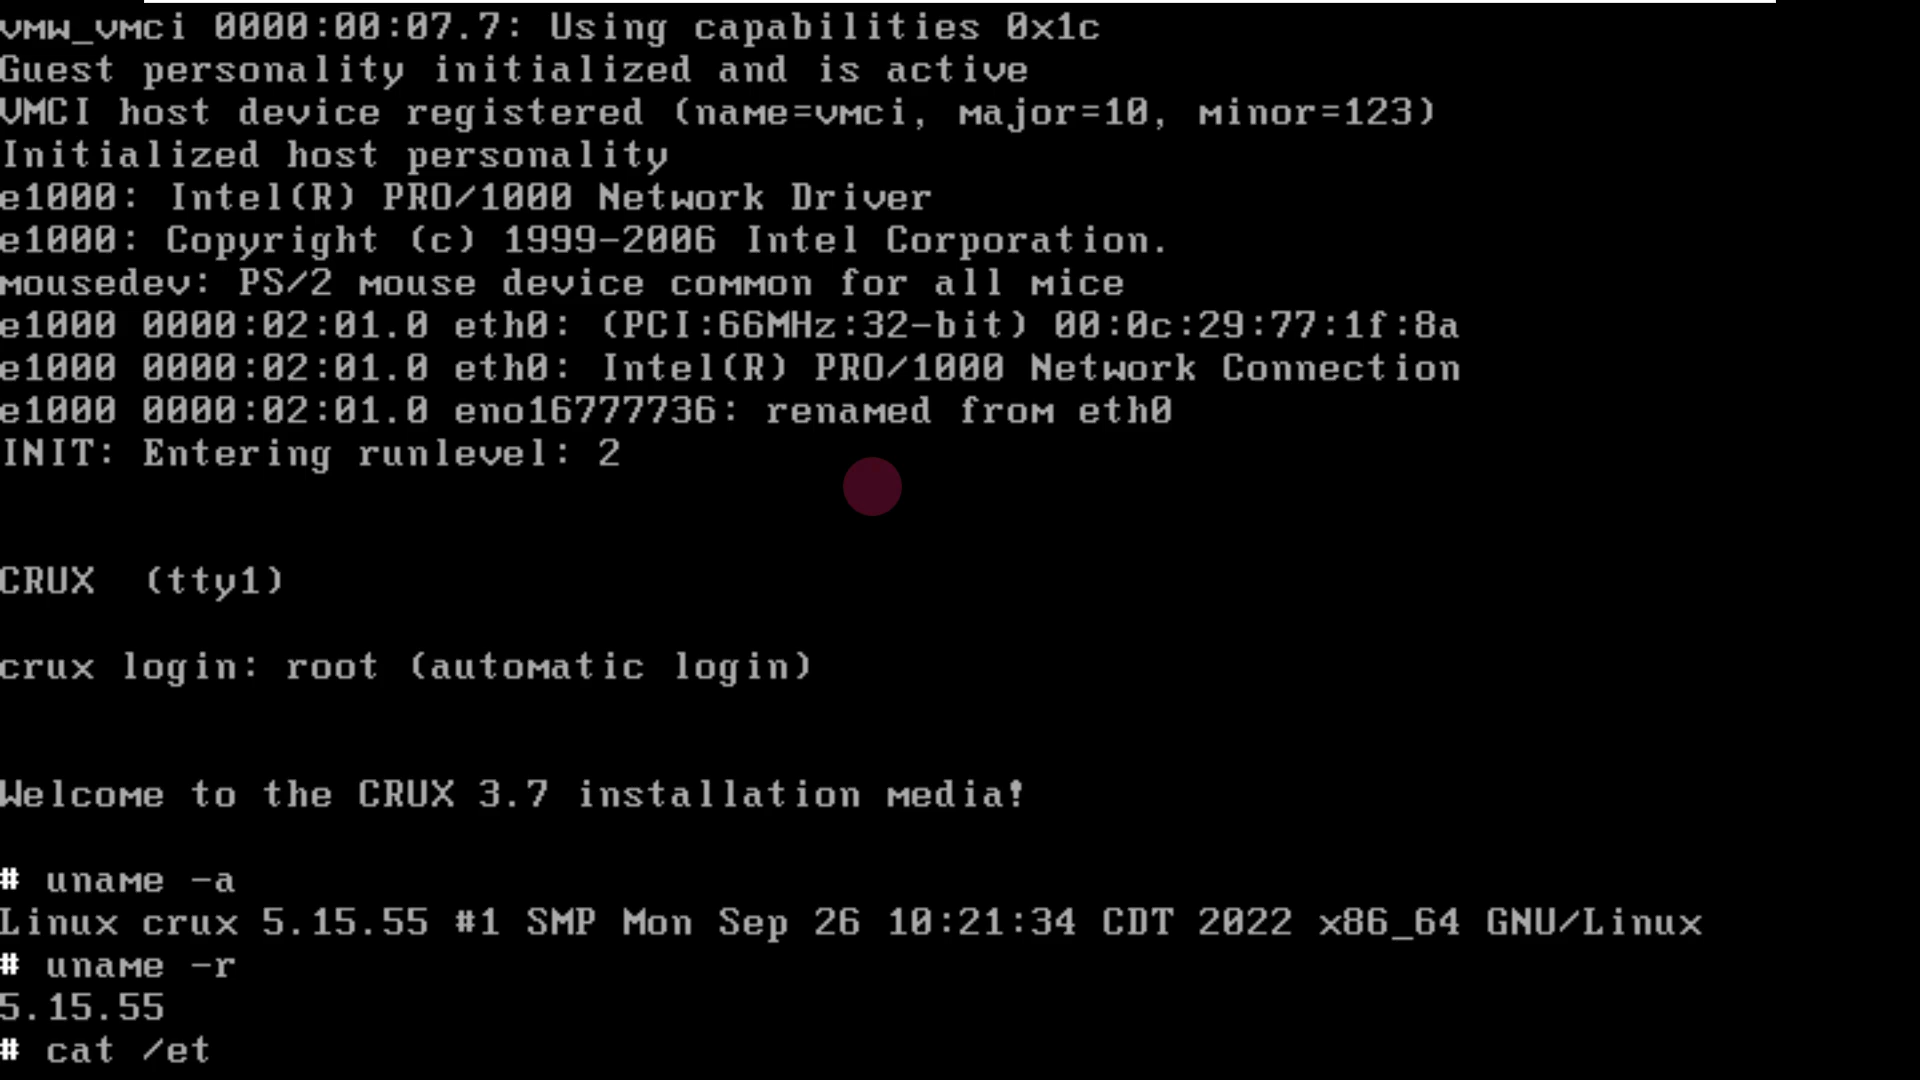 vmw_vmci 0000:00:07.7: Using capabilities 0x1c
Guest personality initialized and is active
VMCI host device registered (name=vmci, major=10, minor=123)
Initialized host personality
e1000: Intel(R) PRO/1000 Network Driver
e1000: Copyright (c) 1999-2006 Intel Corporation.
mousedev: PS/2 mouse device common for all mice
e1000 0000:02:01.0 eth0: (PCI:66MHz:32-bit) 00:0c:29:77:1f:8a
e1000 0000:02:01.0 eth0: Intel(R) PRO/1000 Network Connection
e1000 0000:02:01.0 eno16777736: renamed from eth0
INIT: Entering runlevel: 2
CRUX  (tty1)
crux login: root (automatic login)
Welcome to the CRUX 3.7 installation media!
# uname -a
Linux crux 5.15.55 #1 SMP Mon Sep 26 10:21:34 CDT 2022 x86_64 GNU/Linux
# uname -r
5.15.55
# cat /et